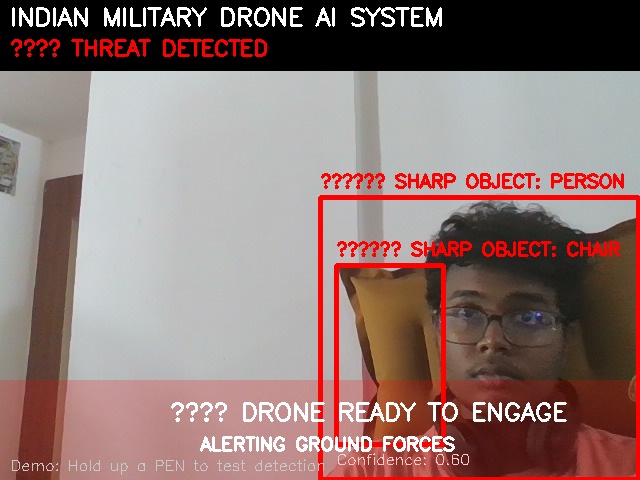 INDIAN MILITARY DRONE AI SYSTEM
???? THREAT DETECTED
?????? SHARP OBJECT: PERSON
?????? SHARP OBJECT: CHAIR
???? DRONE READY TO ENGAGE
ALERTING GROUND FORCES
Confidence: 0.60
Demo: Hold up a PEN to test detection